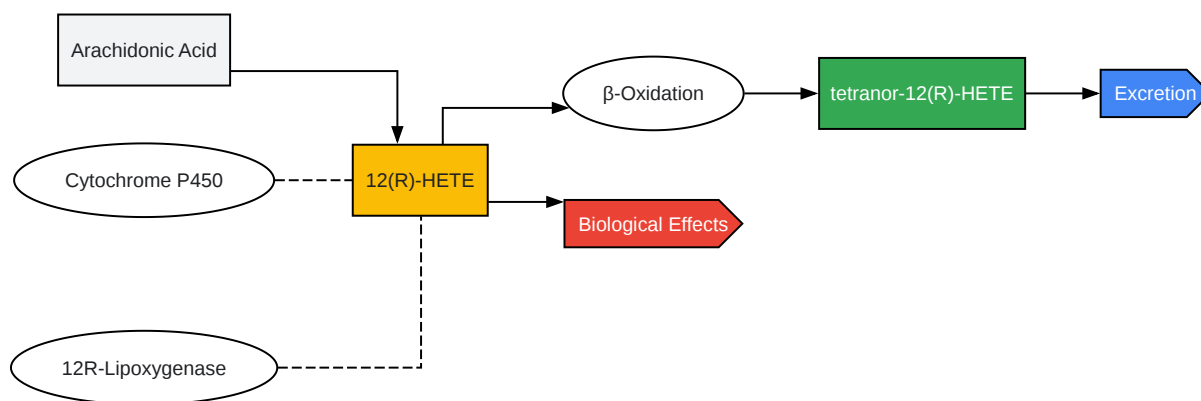 Arachidonic Acid
β-Oxidation
tetranor-12(R)-HETE
Excretion
Cytochrome P450
12(R)-HETE
Biological Effects
12R-Lipoxygenase